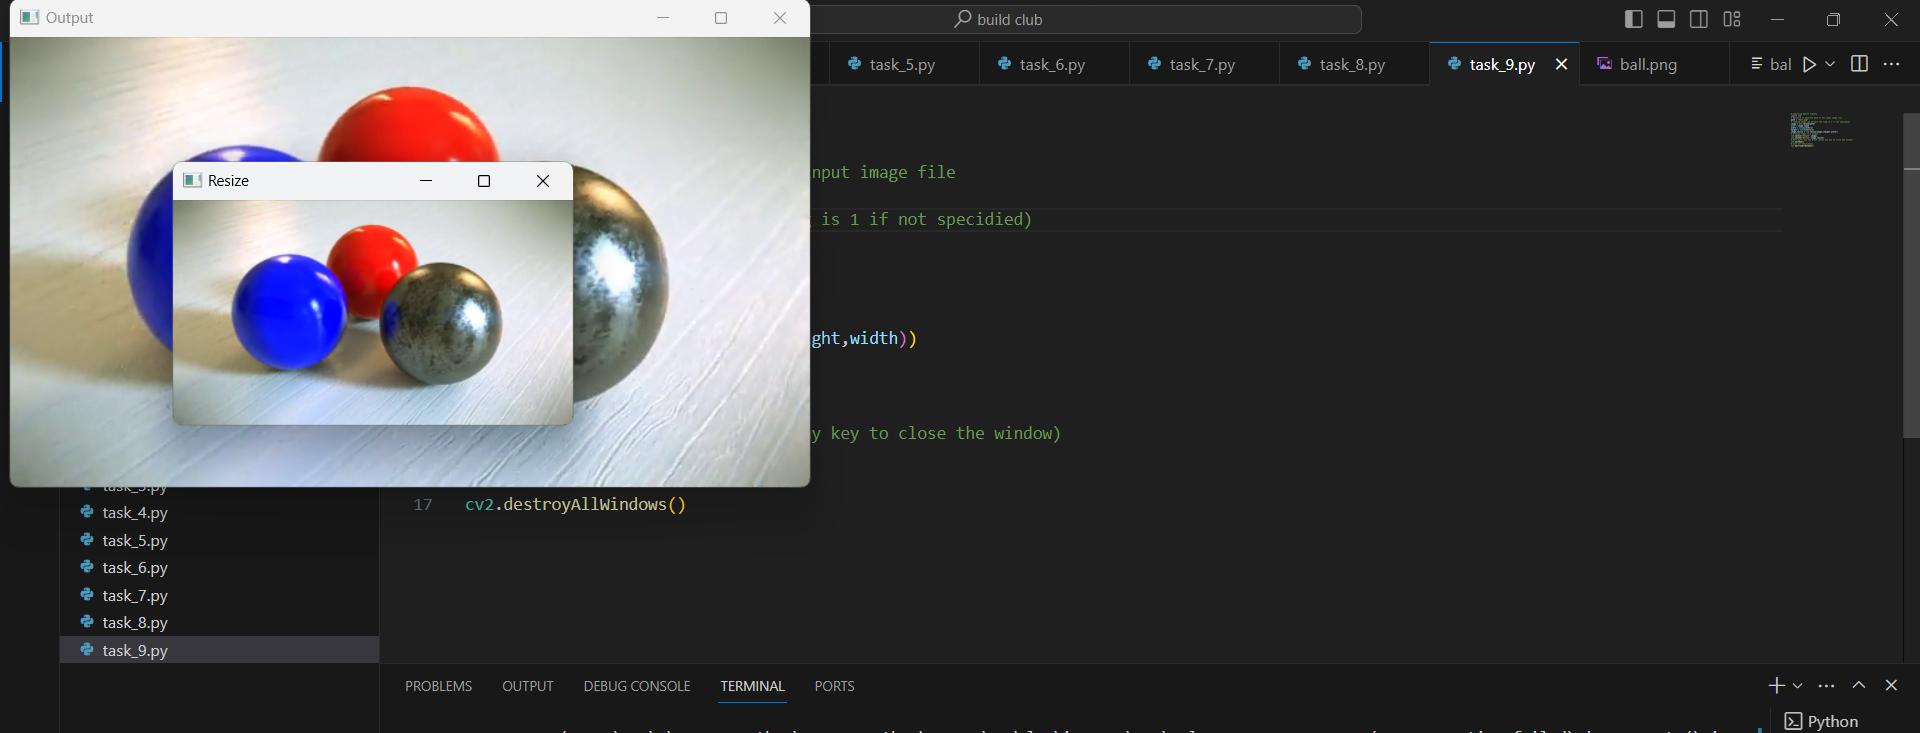 Output
build club
task_5.py
task_6.py
task_7.py
task_8.py
task_9.py
ball.png
bal
nput image file
Resize
is 1 if not specidied)
ght,width))
y key to close the window)
17 cv2.destroyAllWindows()
task_4.py
task_5.py
task_6.py
task_7.py
task_8.py
task_9.py
PROBLEMS OUTPUT DEBUG CONSOLE TERMINAL PORTS
Python